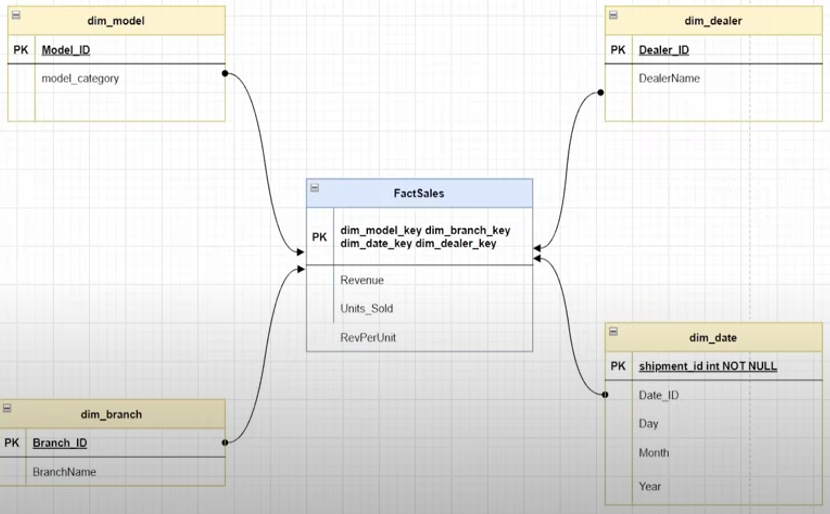 dim_model
PK Model_ID
model_category
dim_dealer
PK Dealer_ID
DealerName
FactSales
PK dim_model_key dim_branch_key
dim_date_key dim_dealer_key
Revenue
Units_Sold
RevPerUnit
dim_branch
PK Branch_ID
BranchName
dim_date
PK shipment_id int NOT NULL
Date_ID
Day
Month
Year